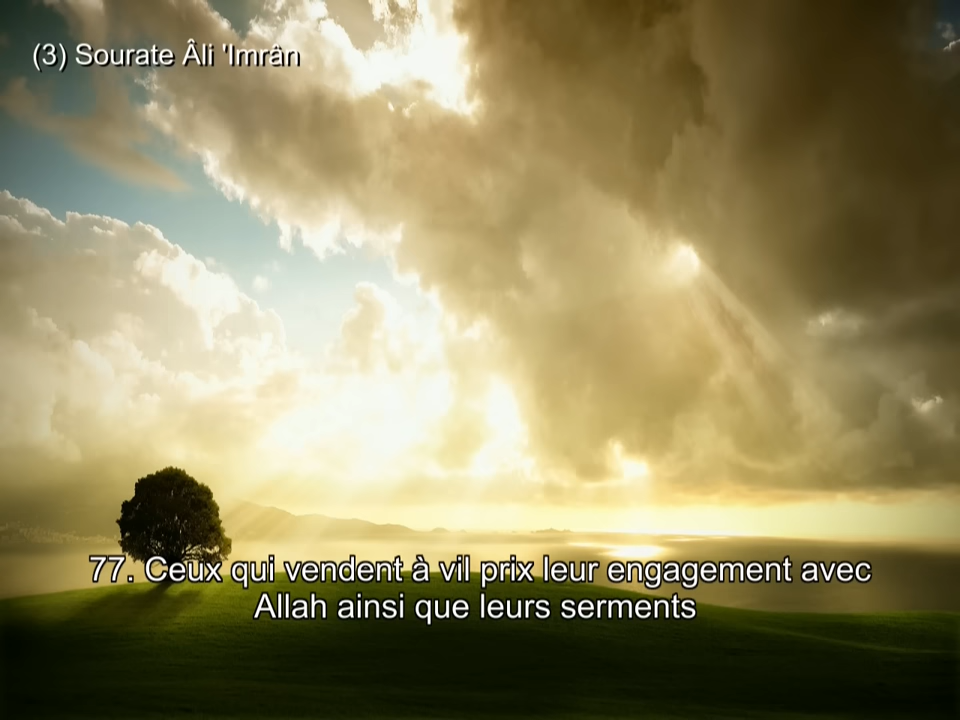 (3) Sourate Âli 'Imrân
77. Ceux qui vendent à vil prix leur engagement avec
Allah ainsi que leurs serments